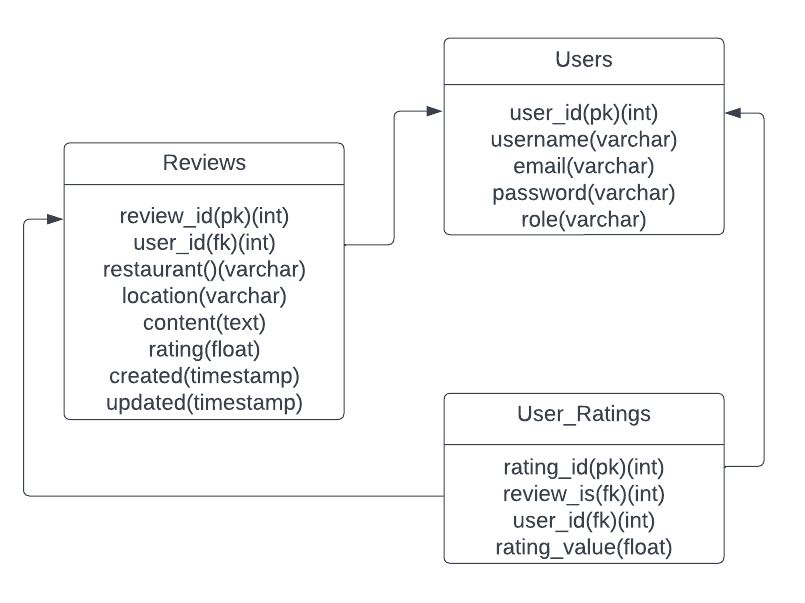 Users
user_id(pk)(int)
username(varchar)
email(varchar)
password(varchar)
role(varchar)
Reviews
review_id(pk)(int)
user_id(fk)(int)
restaurant()(varchar)
location(varchar)
content(text)
rating(float)
created(timestamp)
updated(timestamp)
User_Ratings
rating_id(pk)(int)
review_is(fk)(int)
user_id(fk)(int)
rating_value(float)